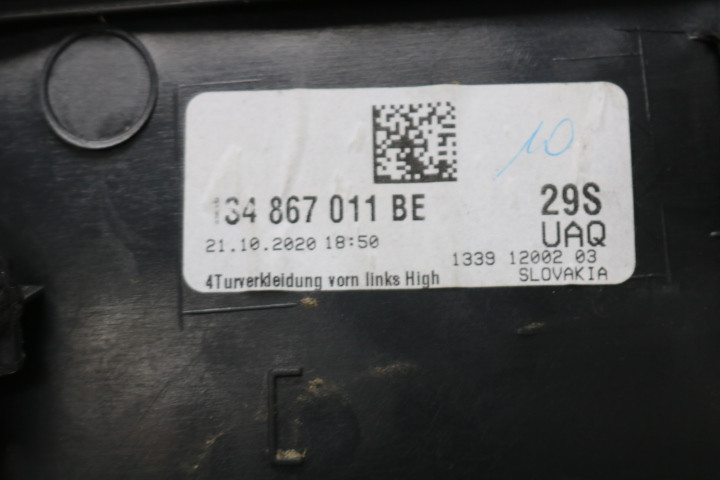 10
1S4 867 011 BE
29S
21.10.2020 18:50
UAQ
1339 12002 03
4Turverkleidung vorn links High
SLOVAKIA